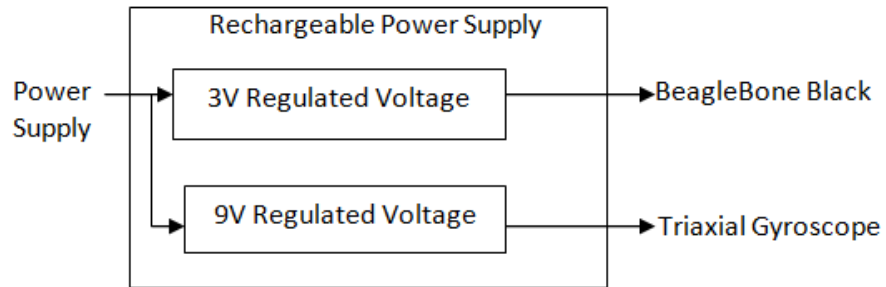 Rechargeable Power Supply
Power
Supply
3V Regulated Voltage
BeagleBone Black
9V Regulated Voltage
Triaxial Gyroscope